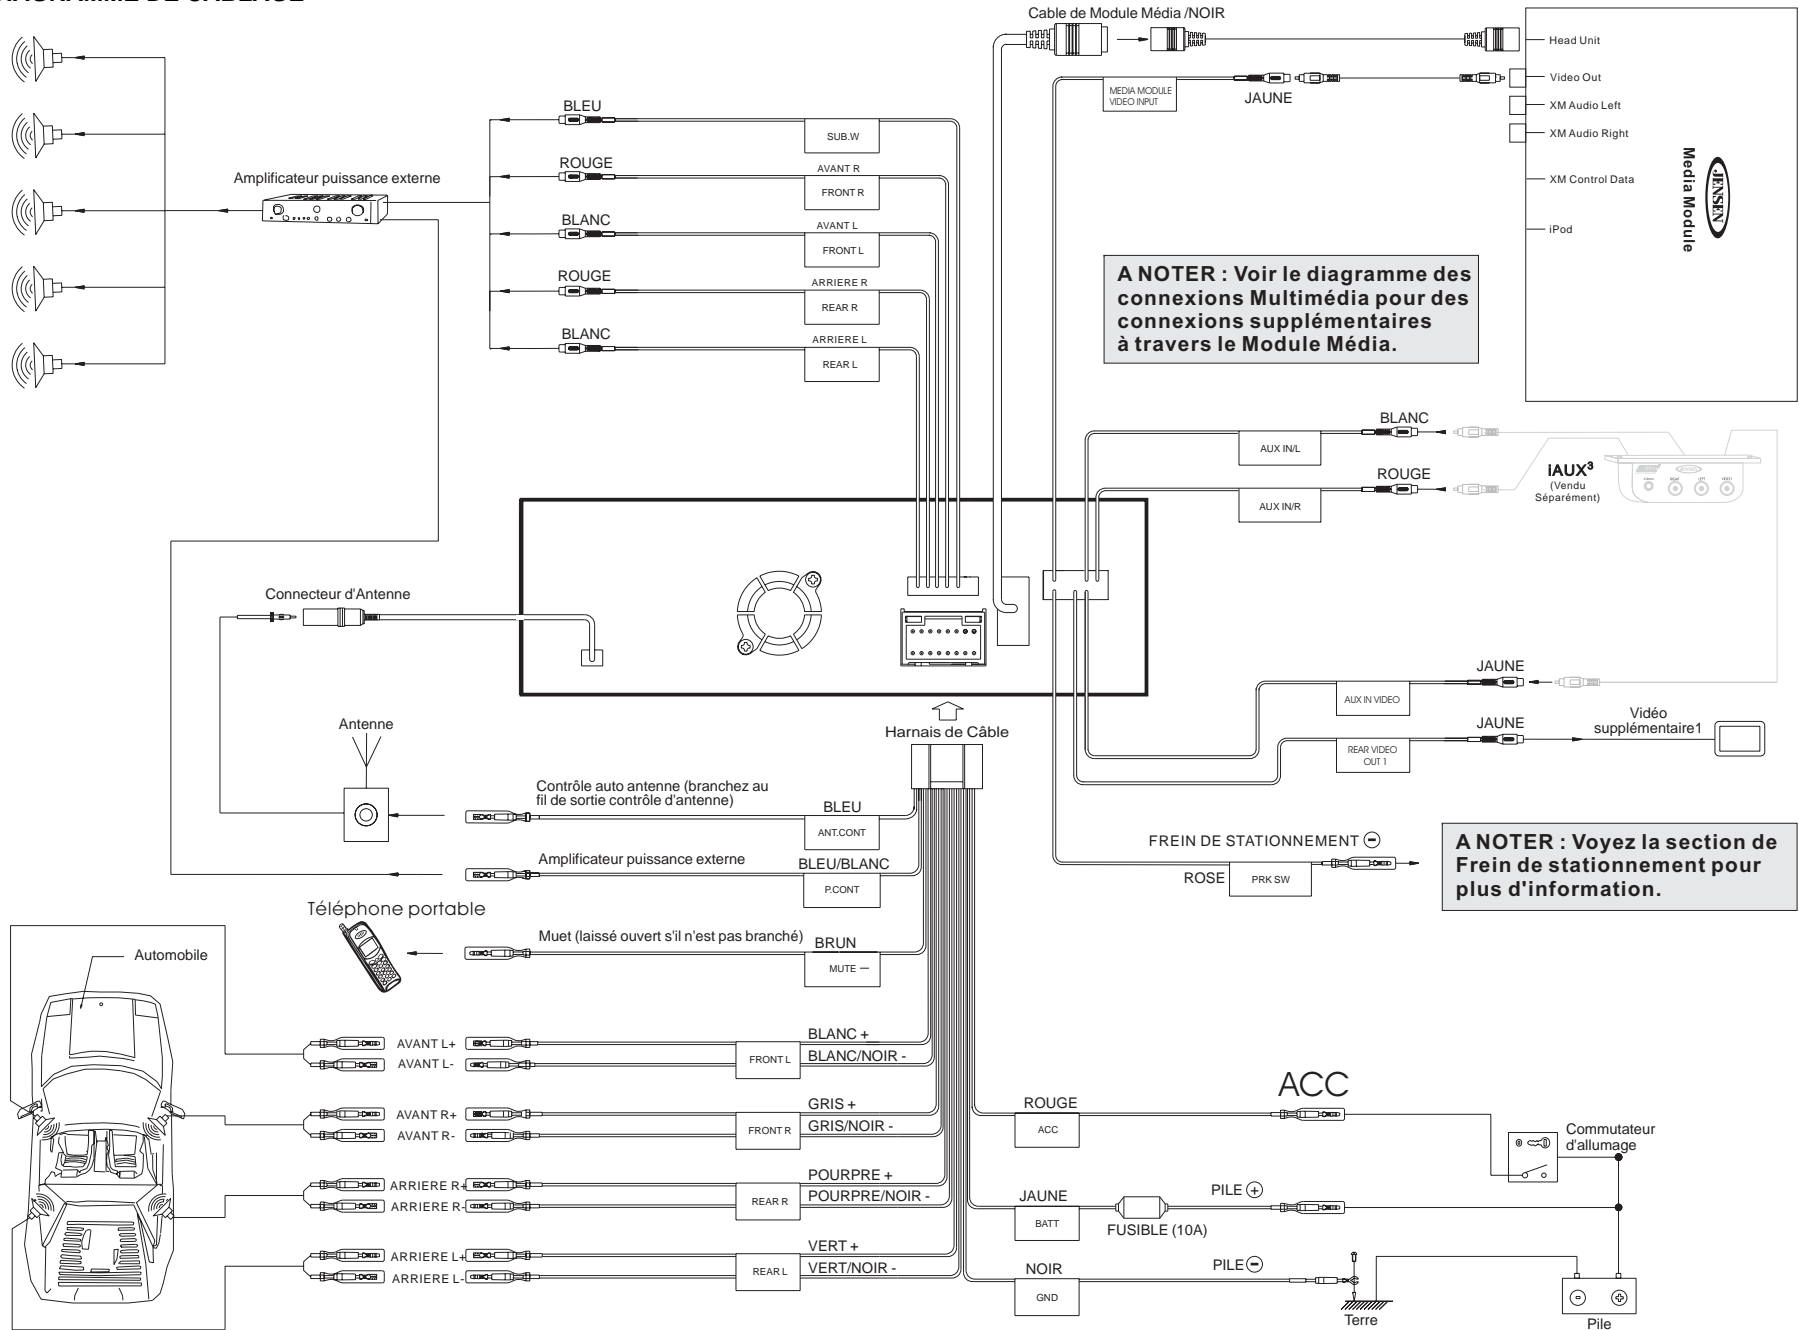 Cable de Module Média /NOIR
Head Unit
Video Out
MEDIA MODULE
VIDEO INPUT
JAUNE
XM Audio Left
XM Audio Right
XM Control Data
iPod
JENSEN
Media Module
BLEU
SUB.W
ROUGE
AVANT R
FRONT R
Amplificateur puissance externe
BLANC
AVANT L
FRONT L
ROUGE
ARRIERE R
REAR R
BLANC
ARRIERE L
REAR L
A NOTER : Voir le diagramme des
connexions Multimédia pour des
connexions supplémentaires
à travers le Module Média.
BLANC
AUX IN/L
ROUGE
AUX IN/R
iAUX³
(Vendu
Séparément)
Connecteur d'Antenne
JAUNE
AUX IN VIDEO
JAUNE
REAR VIDEO
OUT 1
Vidéo
supplémentaire1
Harnais de Câble
Antenne
Contrôle auto antenne (branchez au
fil de sortie contrôle d'antenne)
BLEU
ANT.CONT
Amplificateur puissance externe
BLEU/BLANC
P.CONT
FREIN DE STATIONNEMENT -
ROSE
PRK SW
A NOTER : Voyez la section de
Frein de stationnement pour
plus d'information.
Téléphone portable
Muet (laissé ouvert s'il n'est pas branché)
BRUN
MUTE —
Automobile
AVANT L+
AVANT L-
FRONT L
BLANC +
BLANC/NOIR -
AVANT R+
AVANT R-
FRONT R
GRIS +
GRIS/NOIR -
ARRIERE R+
ARRIERE R-
REAR R
POURPRE +
POURPRE/NOIR -
ARRIERE L+
ARRIERE L-
REAR L
VERT +
VERT/NOIR -
ACC
ROUGE
ACC
Commutateur
d'allumage
JAUNE
BATT
FUSIBLE (10A)
PILE +
NOIR
GND
PILE -
Terre
- +
Pile